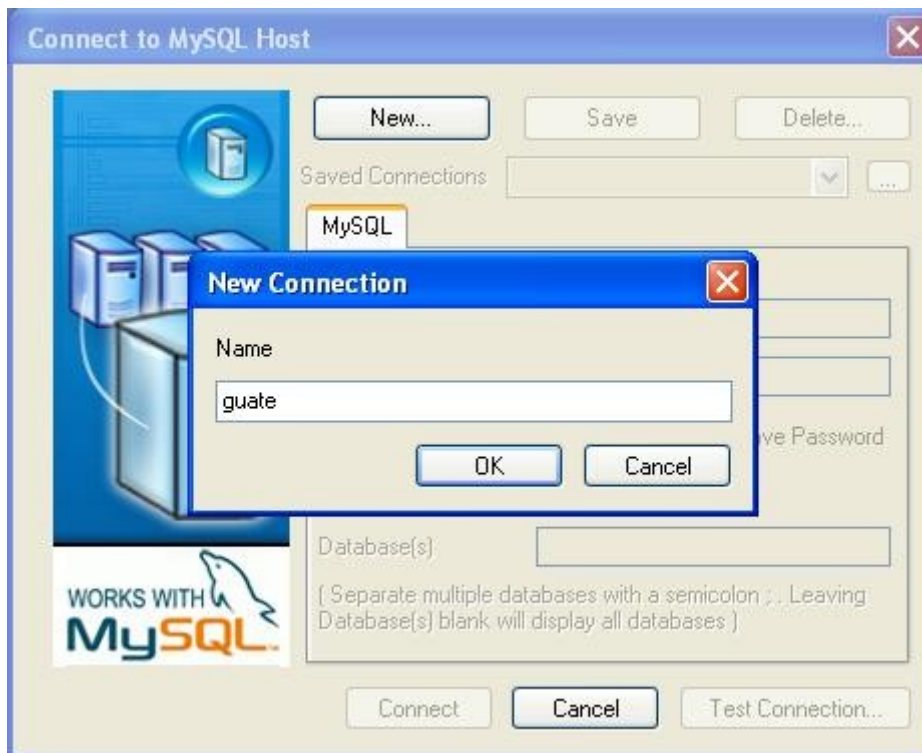 Connect to MySQL Host
New... Save Delete...
Saved Connections ...
MySQL
New Connection
Name
guate
ve Password
OK Cancel
Database(s)
( Separate multiple databases with a semicolon ; . Leaving
Database(s) blank will display all databases )
WORKS WITH
MySQL
Connect Cancel Test Connection...